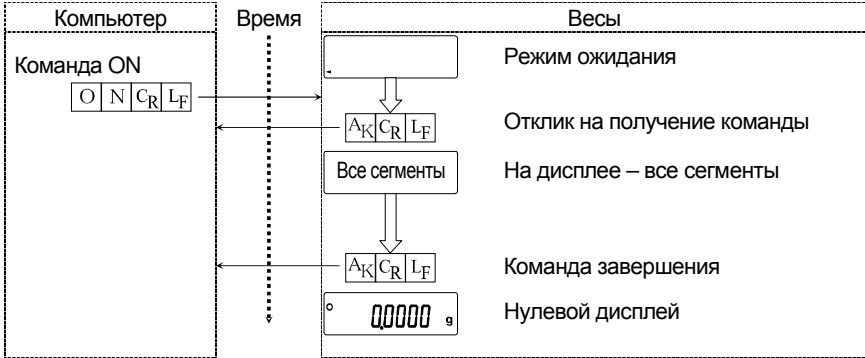 Компьютер Время Весы
Режим ожидания
Команда ON
O N CR LF
AK CR LF Отклик на получение команды
Все сегменты На дисплее – все сегменты
AK CR LF Команда завершения
0.0000 g Нулевой дисплей